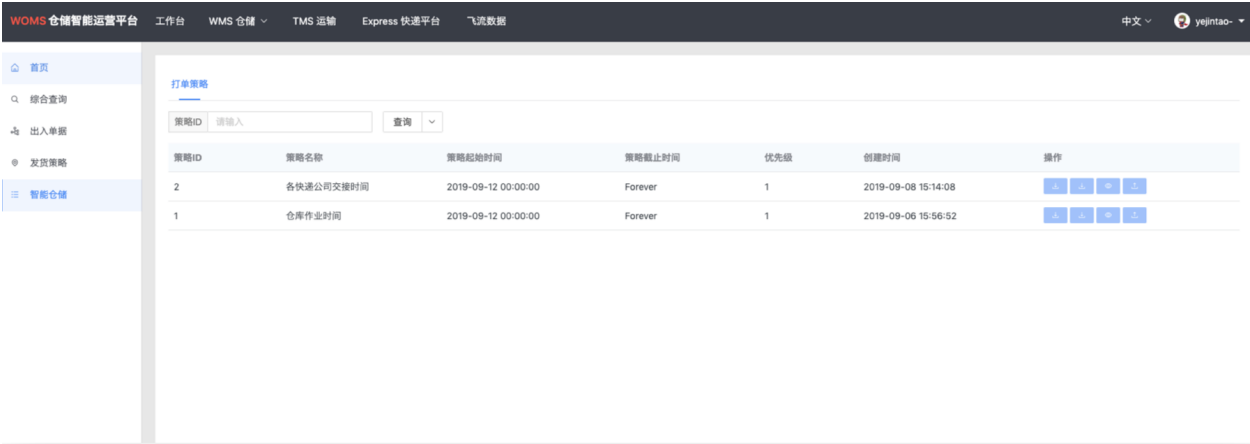 WOMS 仓储智能运营平台 工作台 WMS 仓储 TMS 运输 Express 快递平台 飞流数据 中文 yejintao-
首页
综合查询
出入单据
发货策略
智能仓储
打单策略
策略ID 请输入 查询
策略ID 策略名称 策略起始时间 策略截止时间 优先级 创建时间 操作
2 各快递公司交接时间 2019-09-12 00:00:00 Forever 1 2019-09-08 15:14:08
1 仓库作业时间 2019-09-12 00:00:00 Forever 1 2019-09-06 15:56:52